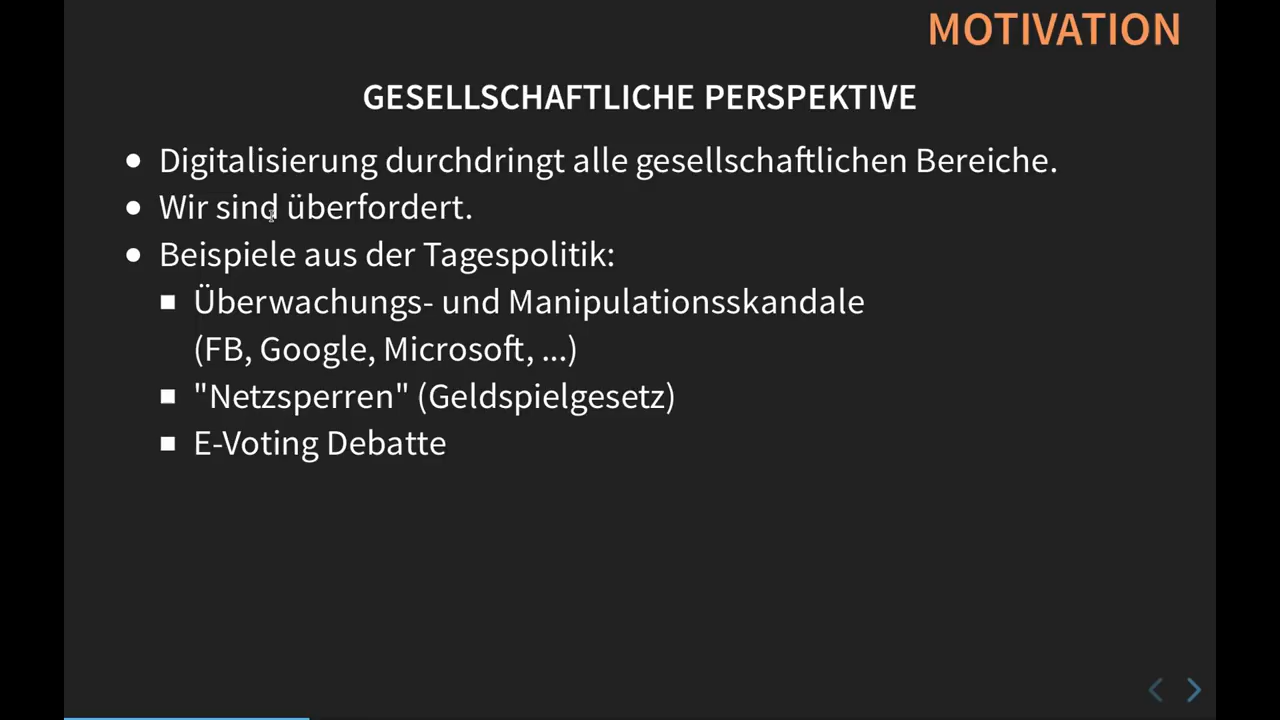 MOTIVATION
GESELLSCHAFTLICHE PERSPEKTIVE
Digitalisierung durchdringt alle gesellschaftlichen Bereiche.
Wir sind überfordert.
Beispiele aus der Tagespolitik:
Überwachungs- und Manipulationsskandale
(FB, Google, Microsoft, ...)
"Netzsperren" (Geldspielgesetz)
E-Voting Debatte